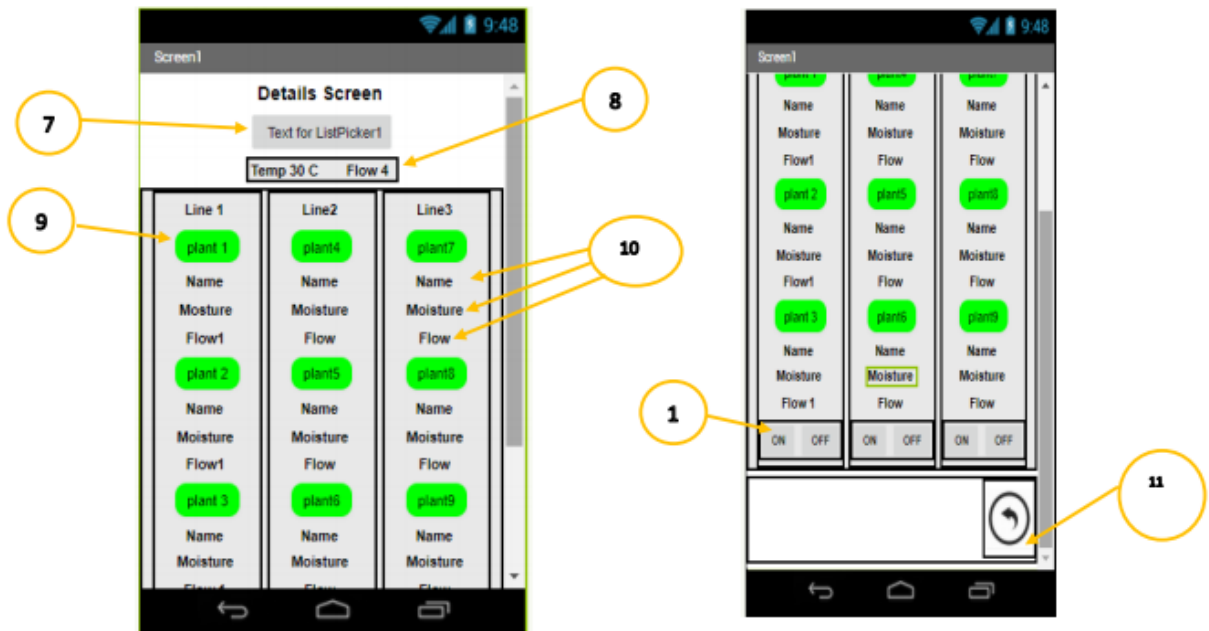 9:48
Screen1
Details Screen
Text for ListPicker1
Temp 30 C Flow 4
Line 1 Line2 Line3
plant 1 plant4 plant7
Name Name Name
Mosture Moisture Moisture
Flow1 Flow Flow
plant 2 plant5 plant8
Name Name Name
Moisture Moisture Moisture
Flow1 Flow Flow
plant 3 plant6 plant9
Name Name Name
Moisture Moisture Moisture
7
8
9
10
9:48
Screen1
plant 1 plant4 plant7
Name Name Name
Mosture Moisture Moisture
Flow1 Flow Flow
plant 2 plant5 plant8
Name Name Name
Moisture Moisture Moisture
Flow1 Flow Flow
plant 3 plant6 plant9
Name Name Name
Moisture Moisture Moisture
Flow 1 Flow Flow
ON OFF ON OFF ON OFF
1
11